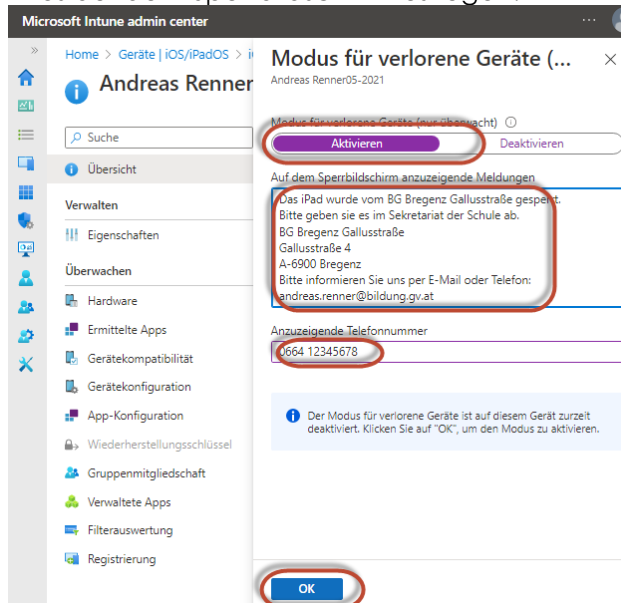 Microsoft Intune admin center
Home > Geräte | iOS/iPadOS >
Andreas Renner
Suche
Übersicht
Verwalten
Eigenschaften
Überwachen
Hardware
Ermittelte Apps
Gerätekompatibilität
Gerätekonfiguration
App-Konfiguration
Wiederherstellungsschlüssel
Gruppenmitgliedschaft
Verwaltete Apps
Filterauswertung
Registrierung
Modus für verlorene Geräte (...
Andreas Renner05-2021
Modus für verlorene Geräte (nur überwacht)
Aktivieren
Deaktivieren
Auf dem Sperrbildschirm anzuzeigende Meldungen
Das iPad wurde vom BG Bregenz Gallusstraße gesperrt.
Bitte geben sie es im Sekretariat der Schule ab.
BG Bregenz Gallusstraße
Gallusstraße 4
A-6900 Bregenz
Bitte informieren Sie uns per E-Mail oder Telefon:
andreas.renner@bildung.gv.at
Anzuzeigende Telefonnummer
0664 12345678
Der Modus für verlorene Geräte ist auf diesem Gerät zurzeit
deaktiviert. Klicken Sie auf "OK", um den Modus zu aktivieren.
OK